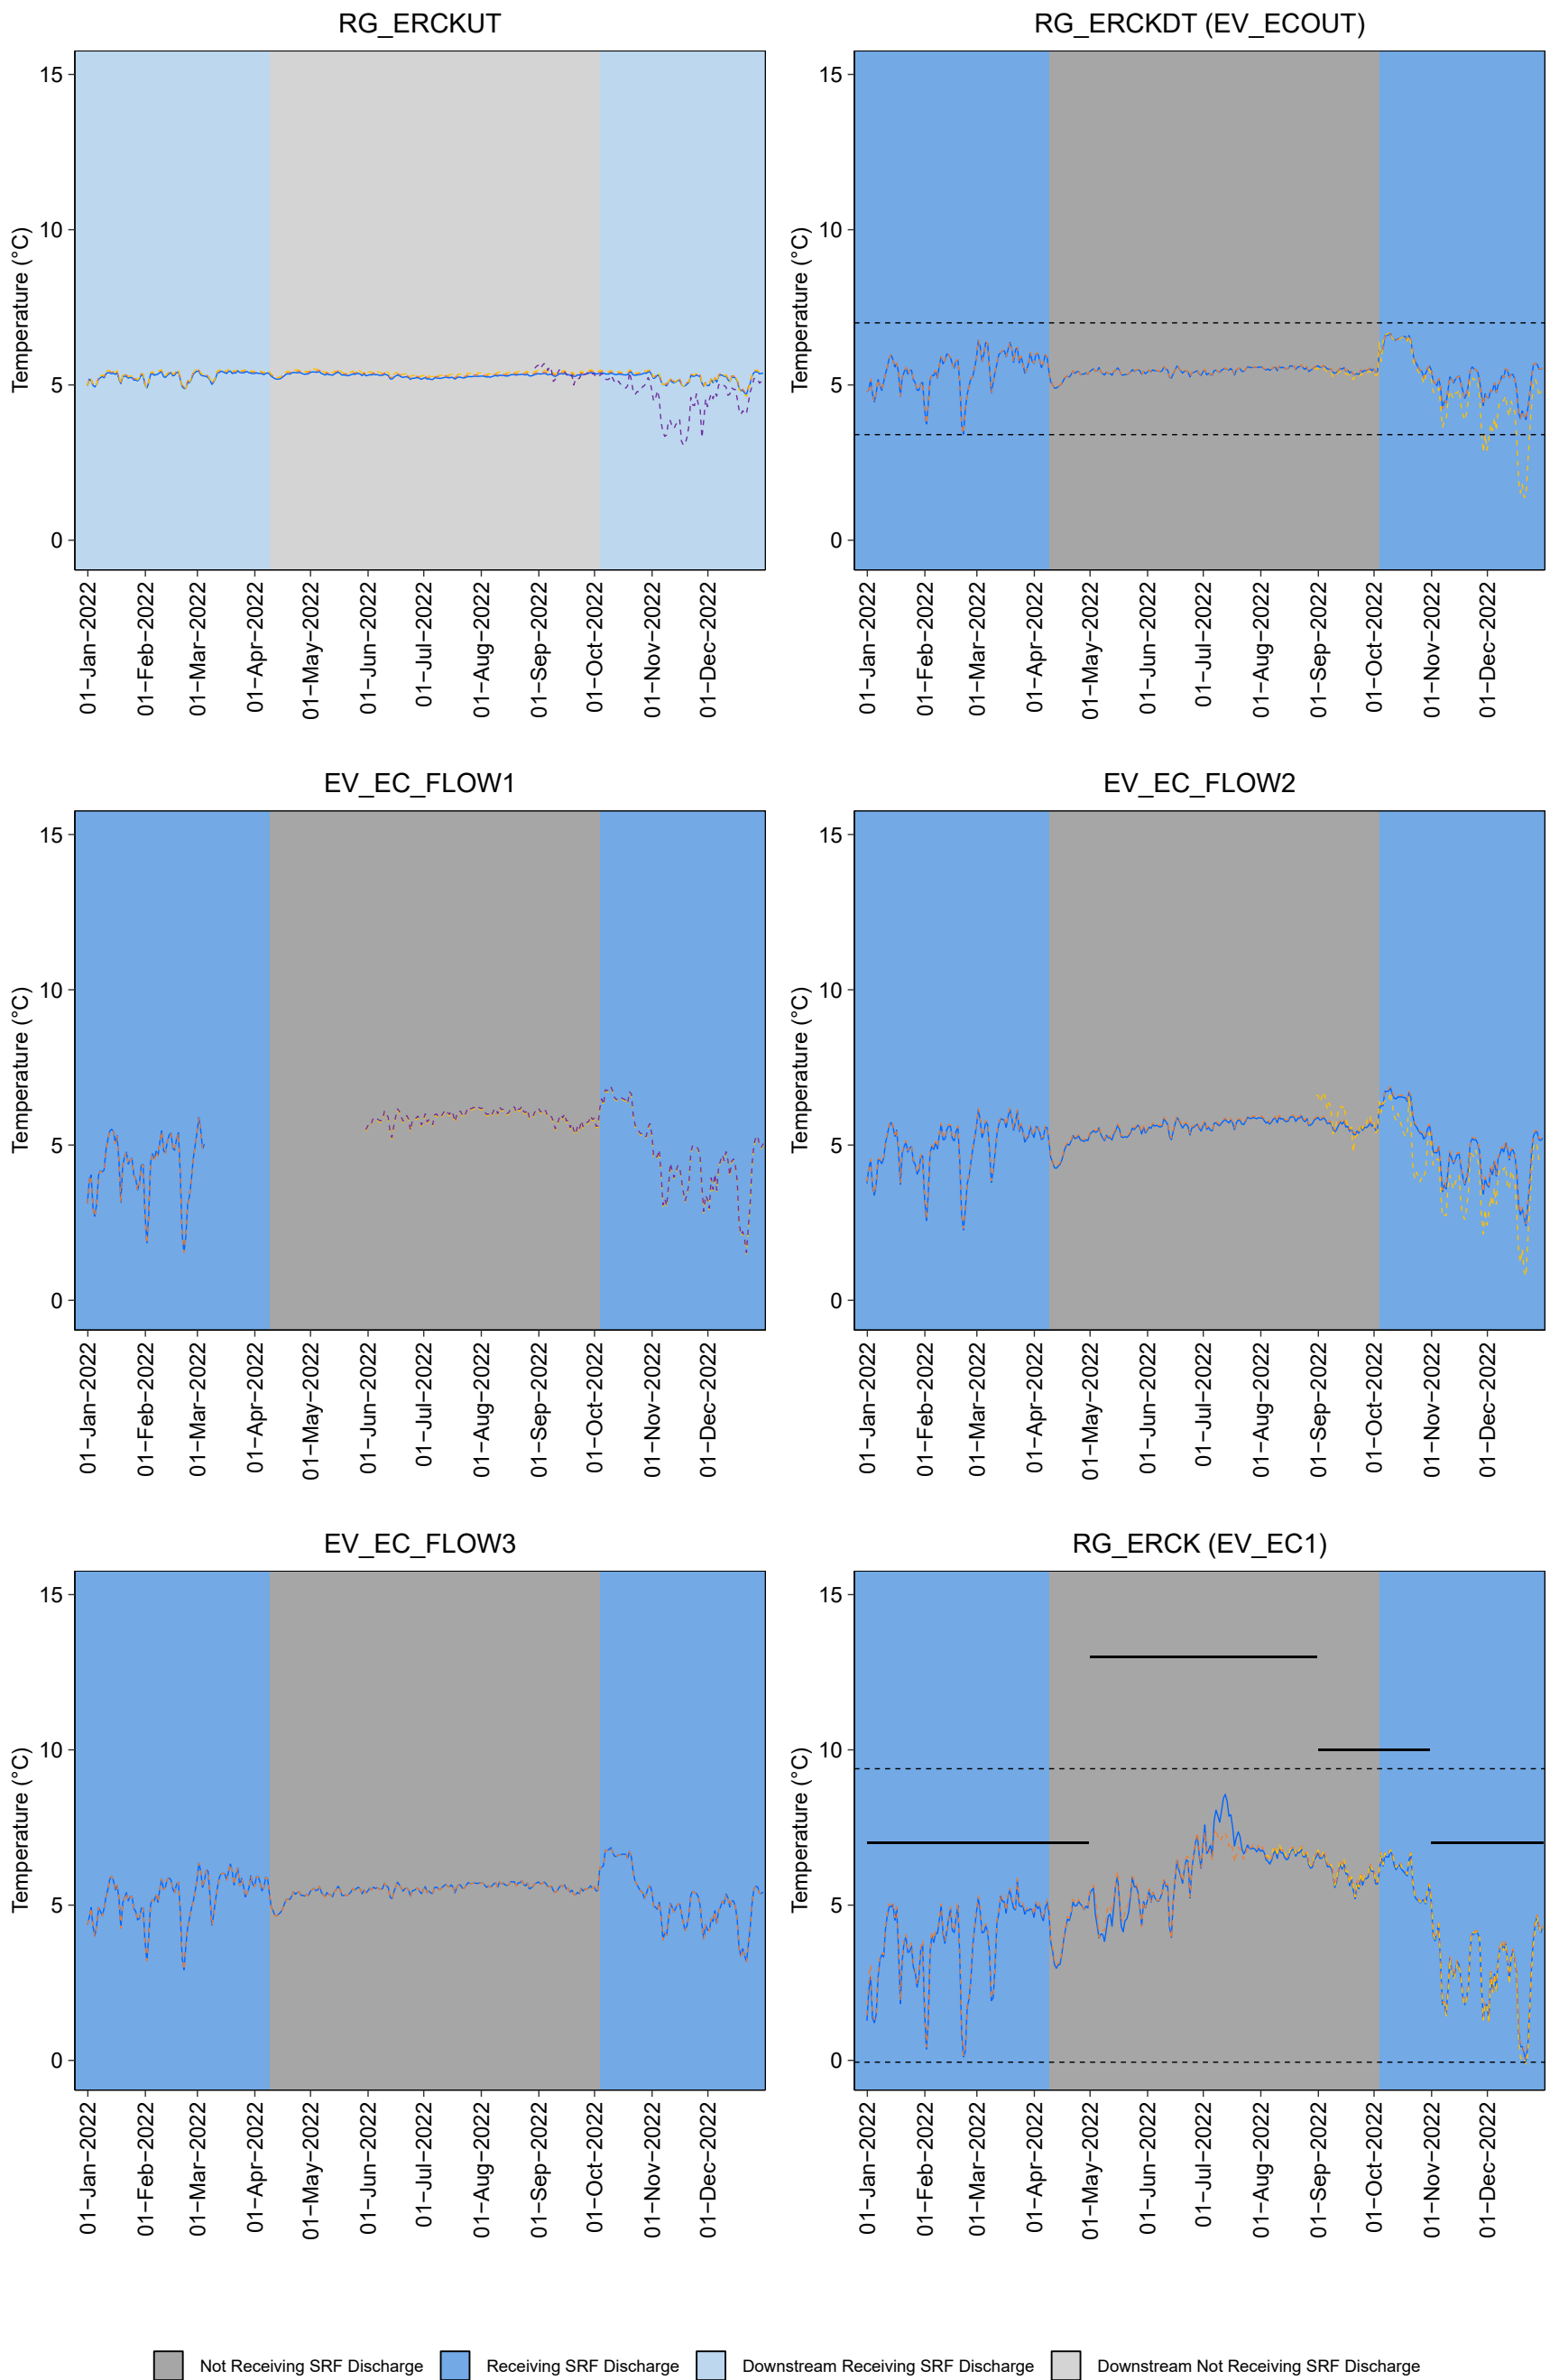 RG_ERCKUT
RG_ERCKDT (EV_ECOUT)
Temperature (°C)
15
10
5
0
01−Jan−2022
01−Feb−2022
01−Mar−2022
01−Apr−2022
01−May−2022
01−Jun−2022
01−Jul−2022
01−Aug−2022
01−Sep−2022
01−Oct−2022
01−Nov−2022
01−Dec−2022
Temperature (°C)
15
10
5
0
01−Jan−2022
01−Feb−2022
01−Mar−2022
01−Apr−2022
01−May−2022
01−Jun−2022
01−Jul−2022
01−Aug−2022
01−Sep−2022
01−Oct−2022
01−Nov−2022
01−Dec−2022
EV_EC_FLOW1
EV_EC_FLOW2
Temperature (°C)
15
10
5
0
01−Jan−2022
01−Feb−2022
01−Mar−2022
01−Apr−2022
01−May−2022
01−Jun−2022
01−Jul−2022
01−Aug−2022
01−Sep−2022
01−Oct−2022
01−Nov−2022
01−Dec−2022
Temperature (°C)
15
10
5
0
01−Jan−2022
01−Feb−2022
01−Mar−2022
01−Apr−2022
01−May−2022
01−Jun−2022
01−Jul−2022
01−Aug−2022
01−Sep−2022
01−Oct−2022
01−Nov−2022
01−Dec−2022
EV_EC_FLOW3
RG_ERCK (EV_EC1)
Temperature (°C)
15
10
5
0
01−Jan−2022
01−Feb−2022
01−Mar−2022
01−Apr−2022
01−May−2022
01−Jun−2022
01−Jul−2022
01−Aug−2022
01−Sep−2022
01−Oct−2022
01−Nov−2022
01−Dec−2022
Temperature (°C)
15
10
5
0
01−Jan−2022
01−Feb−2022
01−Mar−2022
01−Apr−2022
01−May−2022
01−Jun−2022
01−Jul−2022
01−Aug−2022
01−Sep−2022
01−Oct−2022
01−Nov−2022
01−Dec−2022
Not Receiving SRF Discharge
Receiving SRF Discharge
Downstream Receiving SRF Discharge
Downstream Not Receiving SRF Discharge